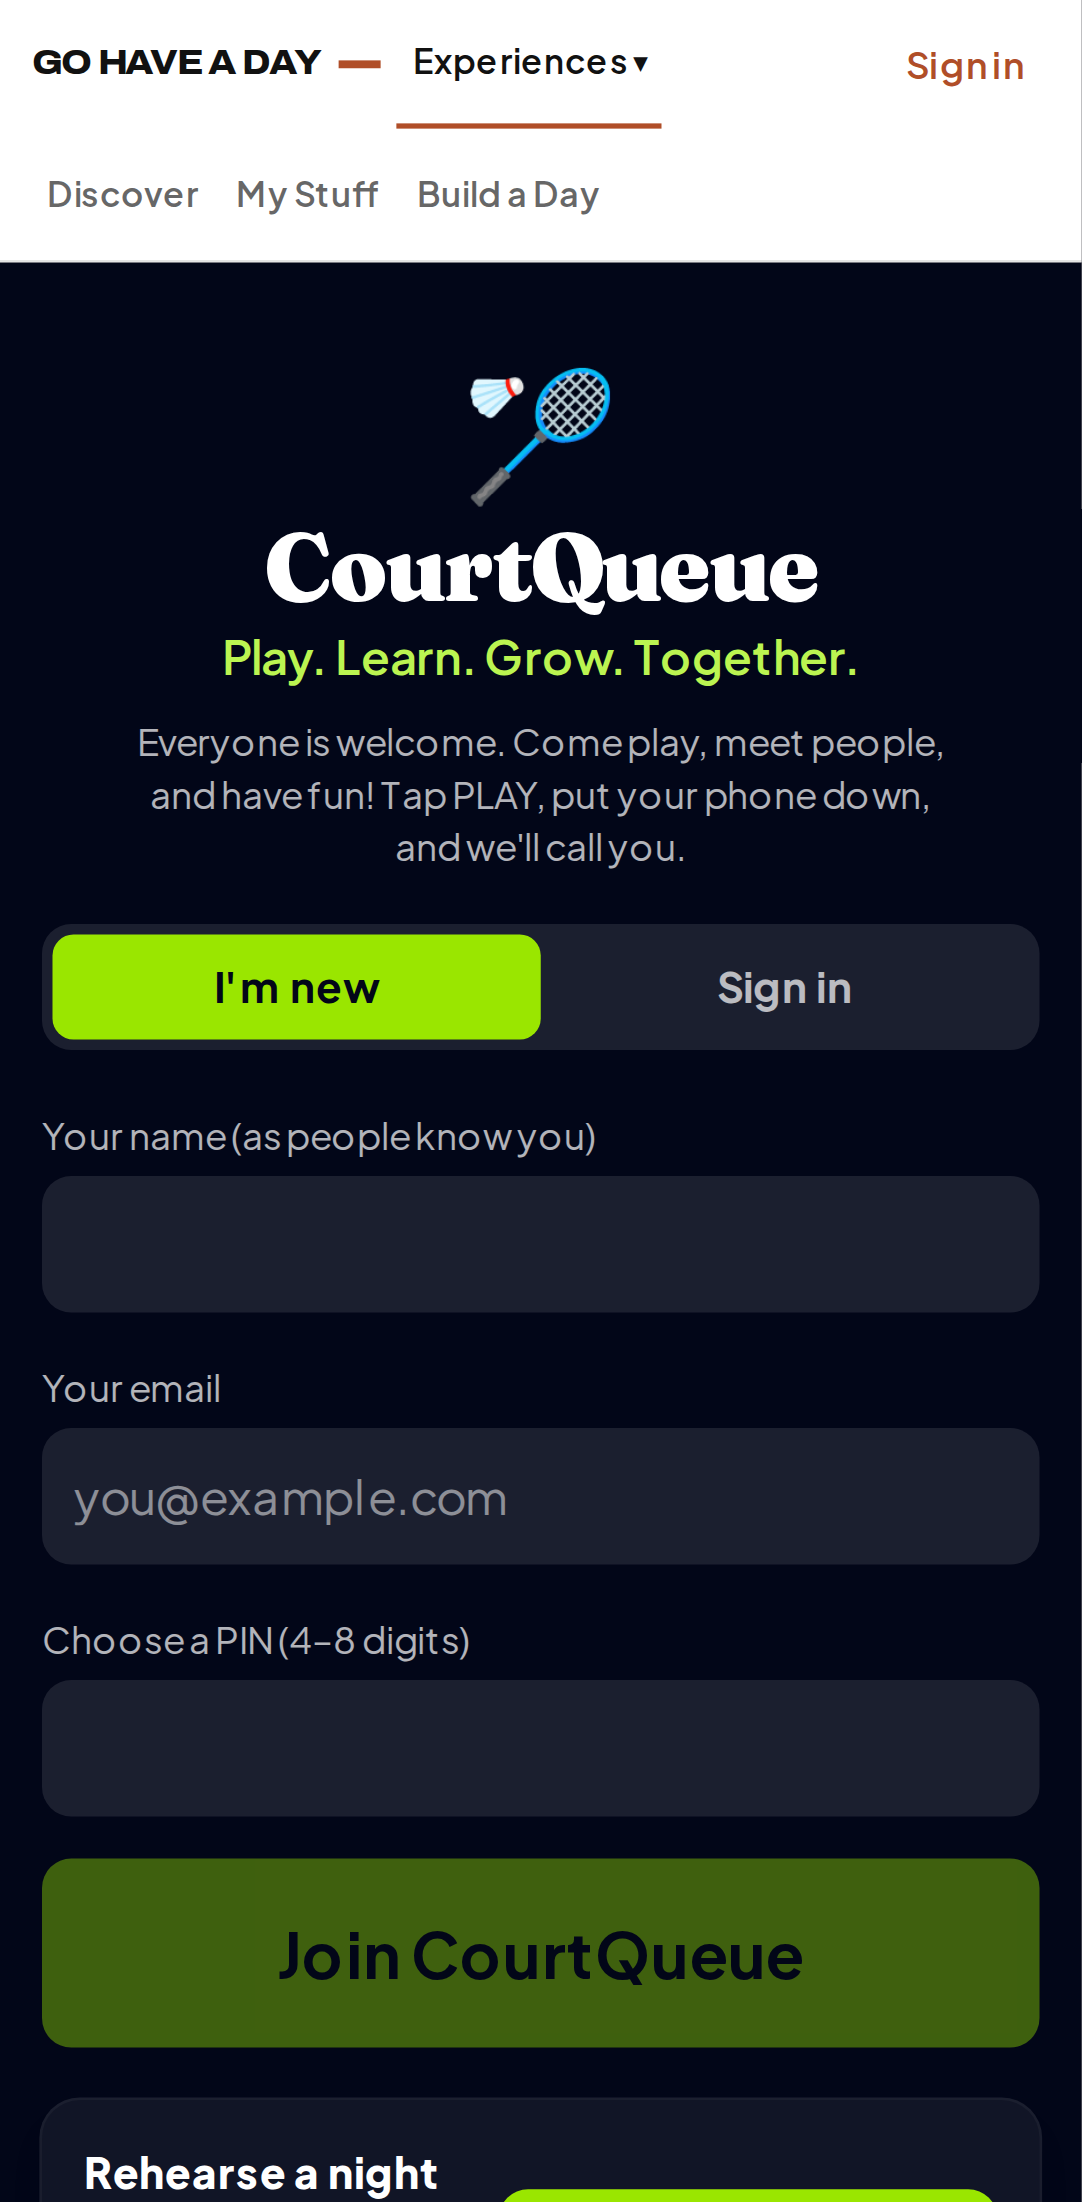 GO HAVE A DAY — Experiences ▾ Sign in
Discover My Stuff Build a Day
CourtQueue
Play. Learn. Grow. Together.
Everyone is welcome. Come play, meet people,
and have fun! Tap PLAY, put your phone down,
and we'll call you.
I'm new Sign in
Your name (as people know you)
Your email
you@example.com
Choose a PIN (4–8 digits)
Join CourtQueue
Rehearse a night